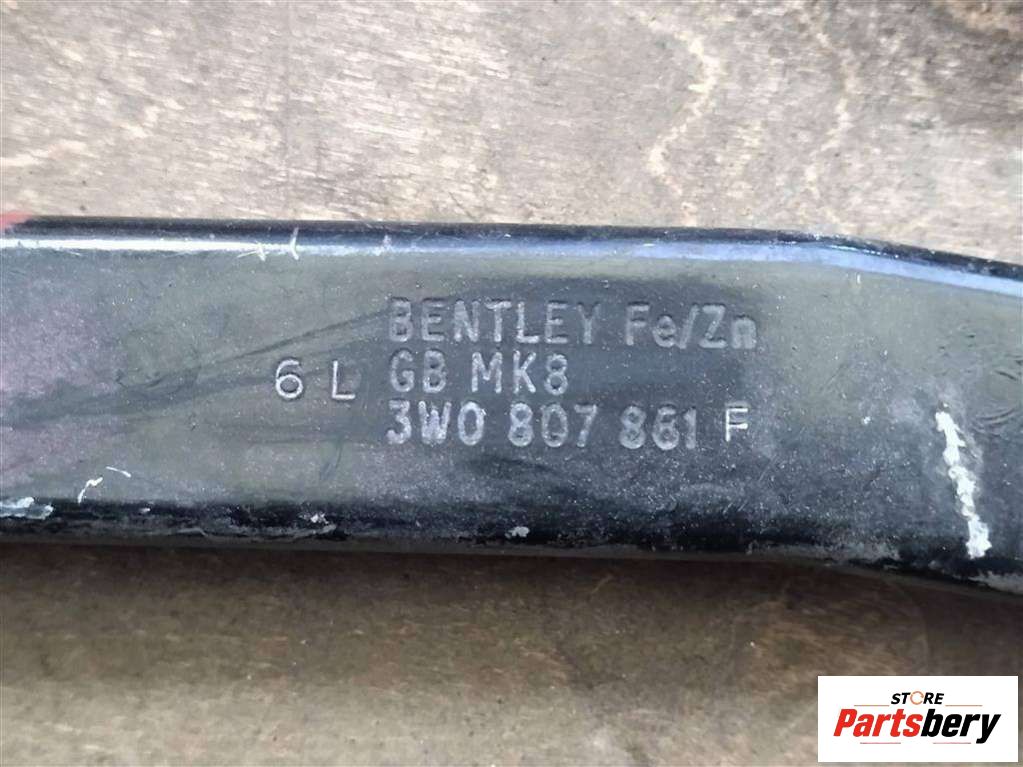 BENTLEY Fe/Zn
6 L GB MK8
3W0 807 861 F
STORE
Partsbery